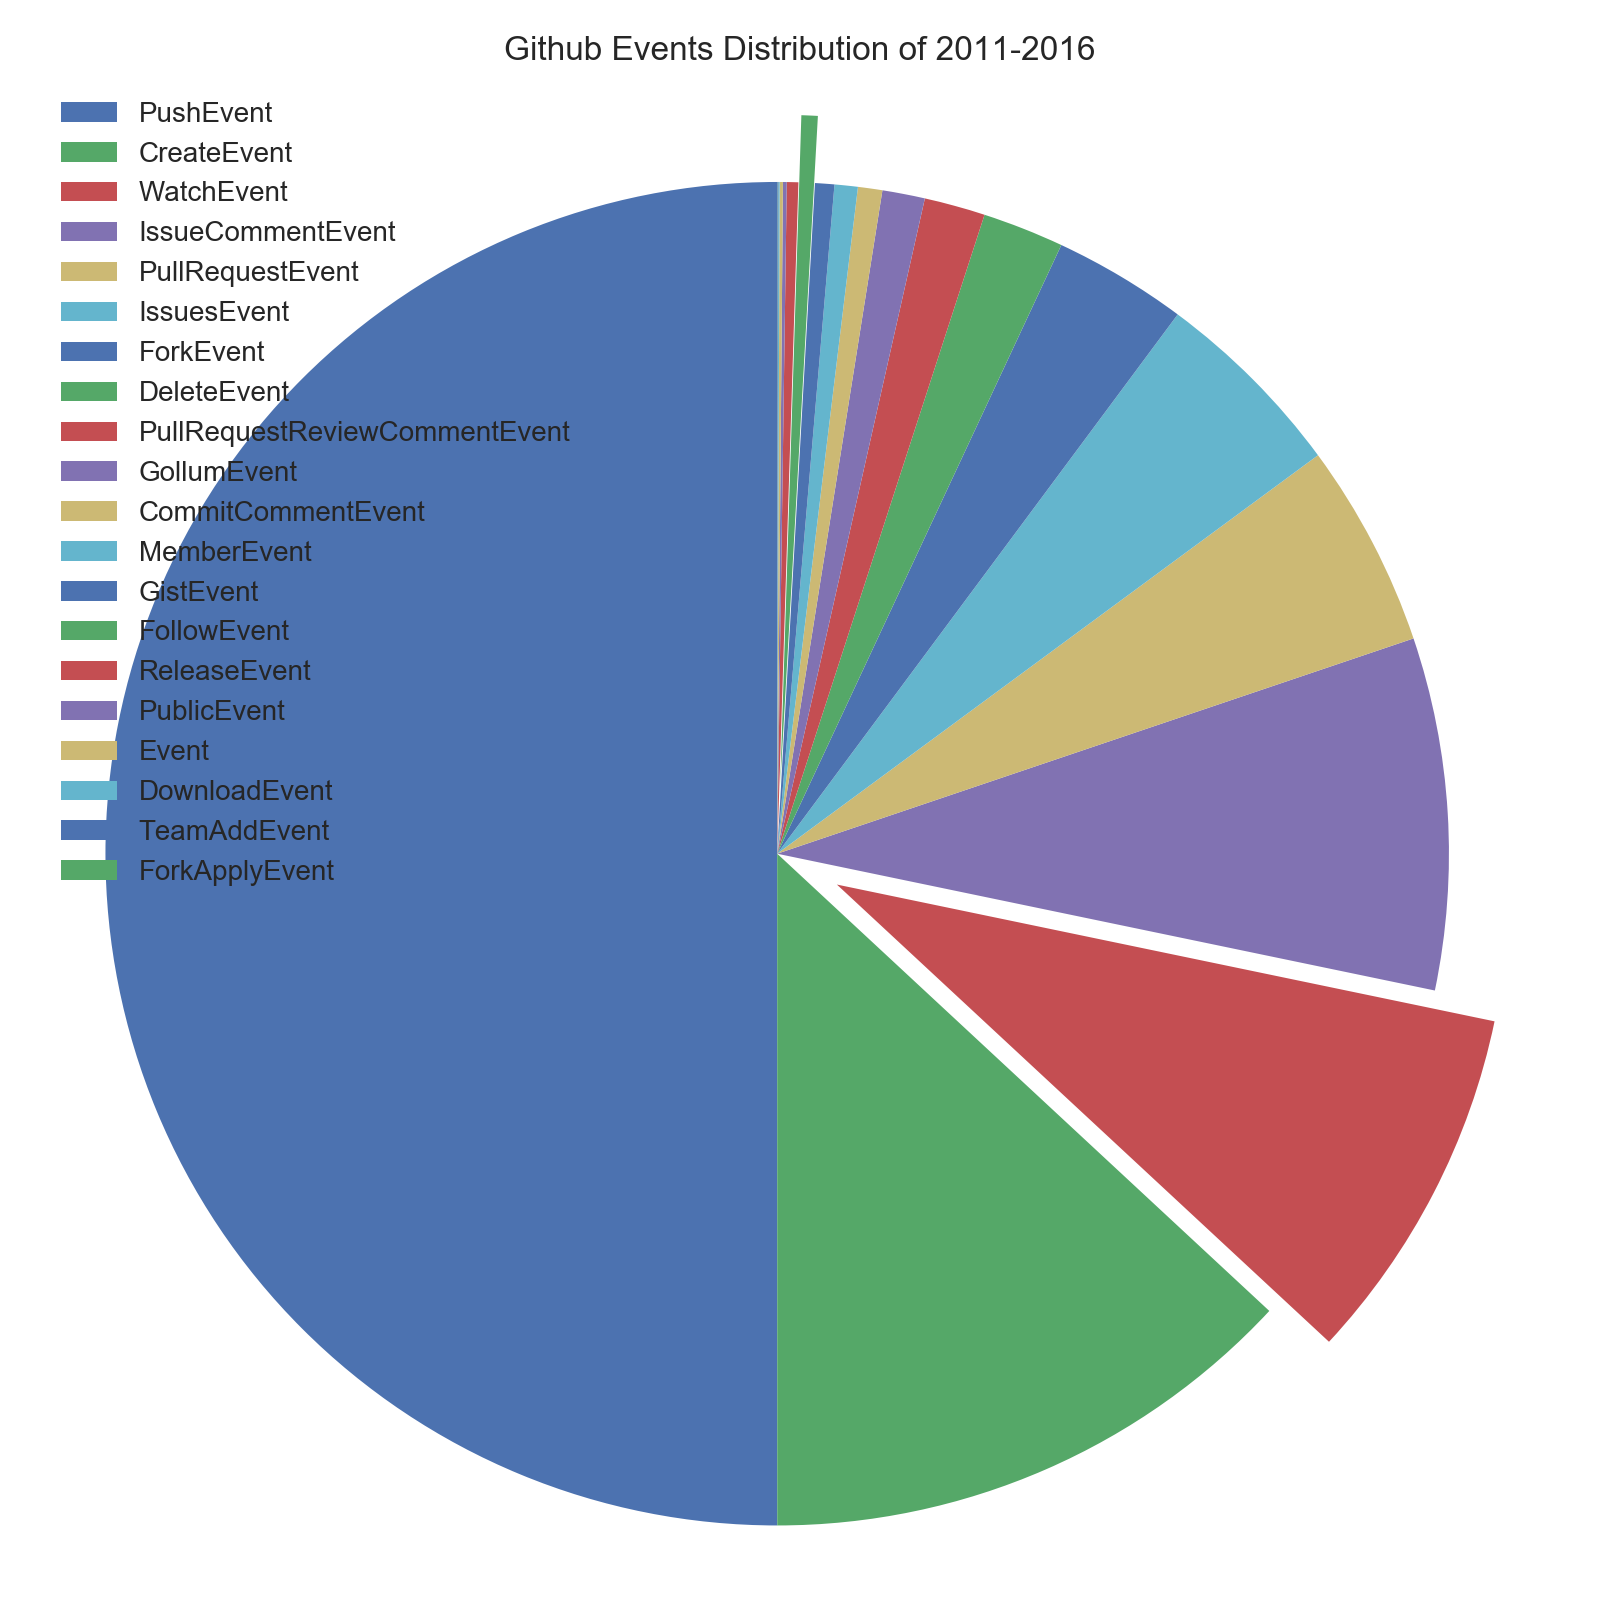 Github Events Distribution of 2011-2016
PushEvent
CreateEvent
WatchEvent
IssueCommentEvent
PullRequestEvent
IssuesEvent
ForkEvent
DeleteEvent
PullRequestReviewCommentEvent
GollumEvent
CommitCommentEvent
MemberEvent
GistEvent
FollowEvent
ReleaseEvent
PublicEvent
Event
DownloadEvent
TeamAddEvent
ForkApplyEvent